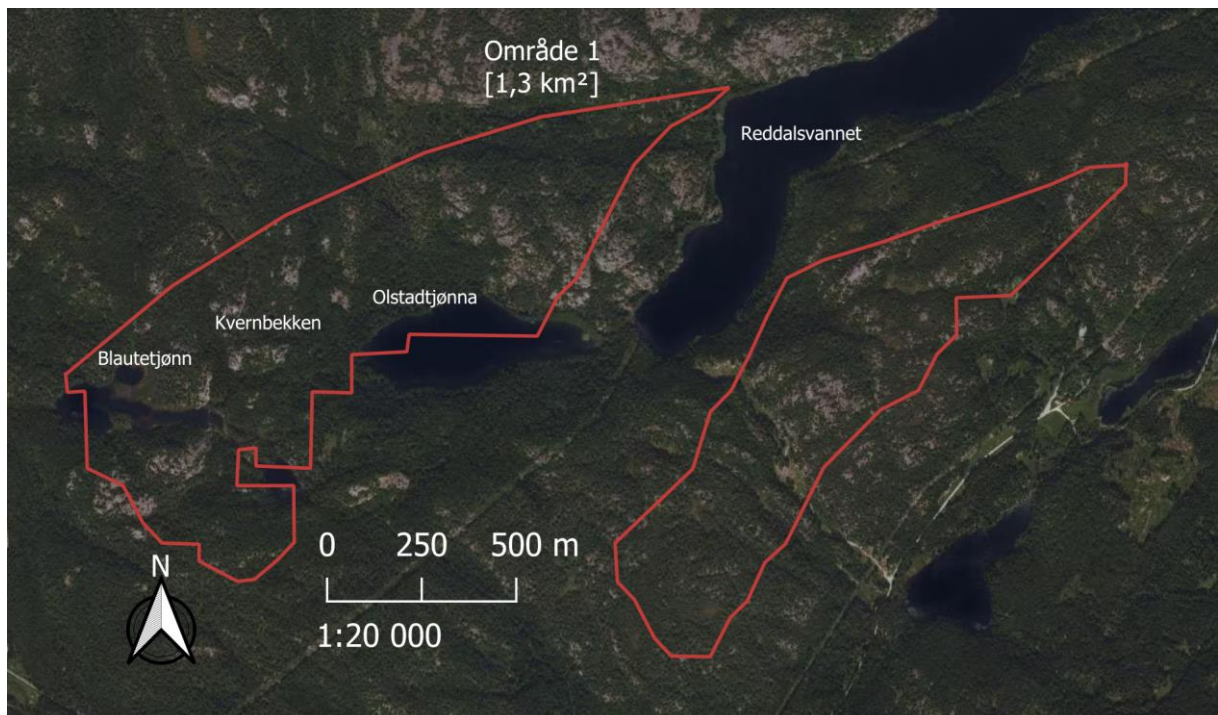 Område 1
[1,3 km²]
Reddalsvannet
Olstadtjønna
Kvernbekken
Blautetjønn
N
0 250 500 m
1:20 000